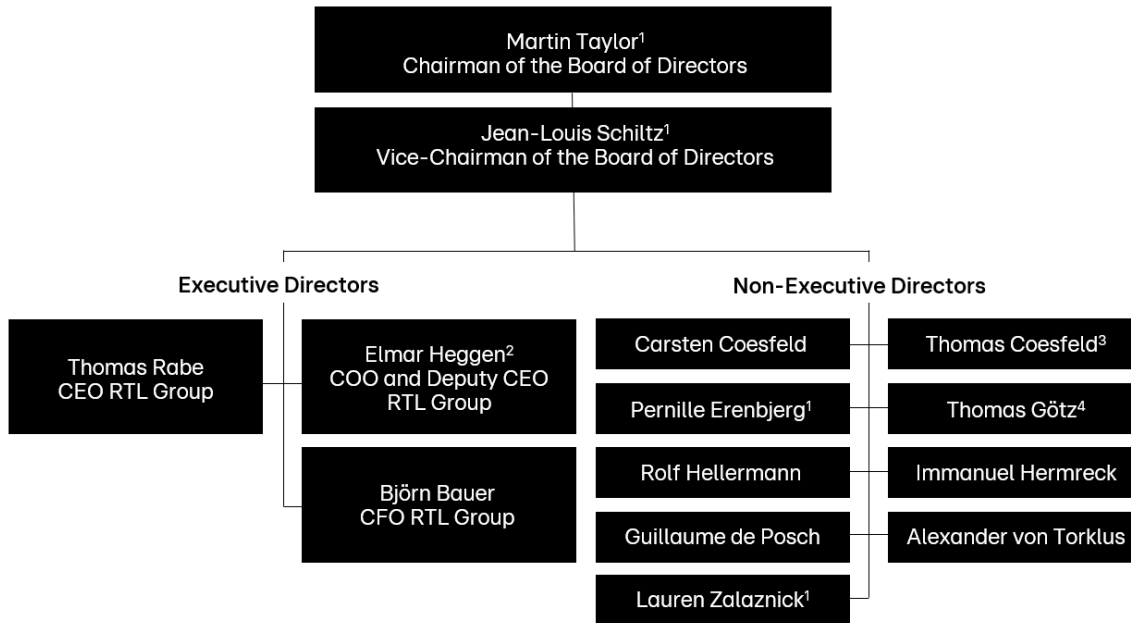 Martin Taylor¹
Chairman of the Board of Directors
Jean-Louis Schiltz¹
Vice-Chairman of the Board of Directors
Executive Directors
Non-Executive Directors
Thomas Rabe
CEO RTL Group
Elmar Heggen²
COO and Deputy CEO
RTL Group
Björn Bauer
CFO RTL Group
Carsten Coesfeld
Thomas Coesfeld³
Pernille Erenbjerg¹
Thomas Götz⁴
Rolf Hellermann
Immanuel Hermreck
Guillaume de Posch
Alexander von Torklus
Lauren Zalaznick¹